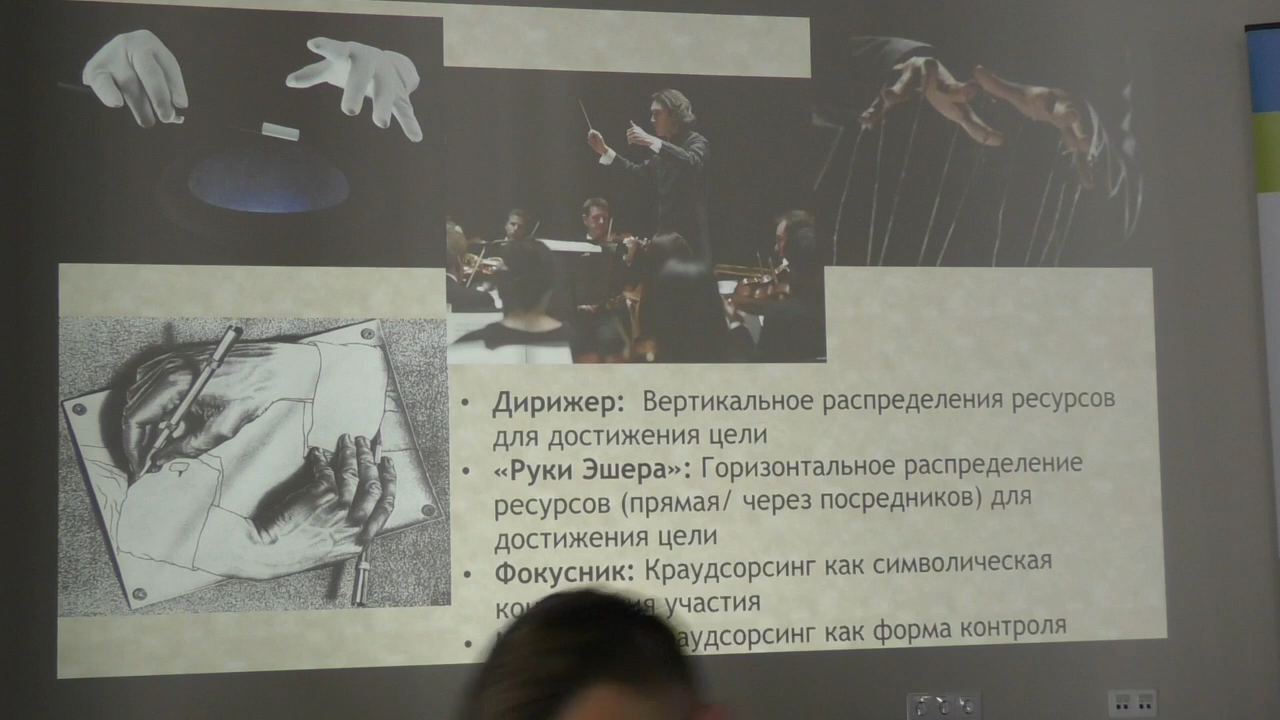 • Дирижер: Вертикальное распределения ресурсов
для достижения цели
• «Руки Эшера»: Горизонтальное распределение
ресурсов (прямая/ через посредников) для
достижения цели
• Фокусник: Краудсорсинг как символическая
участия
• как форма контроля